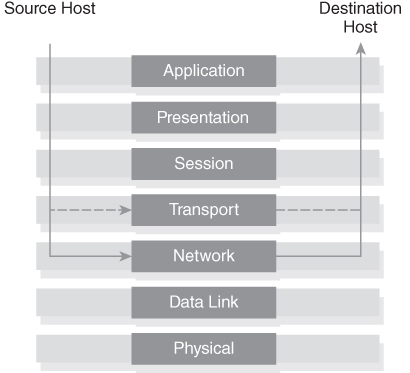 Source Host
Destination
Host
Application
Presentation
Session
Transport
Network
Data Link
Physical